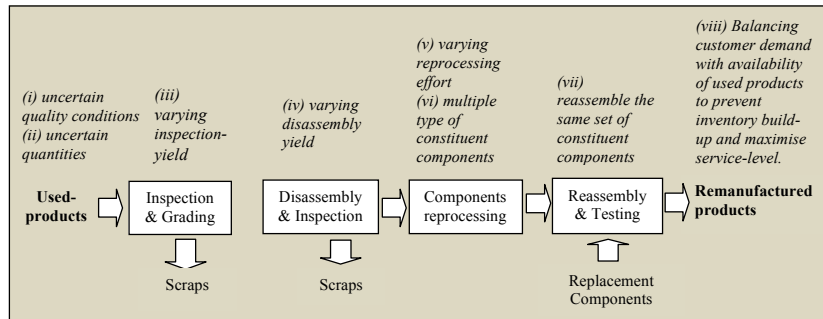 (i) uncertain
quality conditions
(ii) uncertain
quantities
(iii)
varying
inspection-
yield
(iv) varying
disassembly
yield
(v) varying
reprocessing
effort
(vi) multiple
type of
constituent
components
(vii)
reassemble the
same set of
constituent
components
(viii) Balancing
customer demand
with availability
of used products
to prevent
inventory build-
up and maximise
service-level.
Used-
products
Inspection
& Grading
Disassembly
& Inspection
Components
reprocessing
Reassembly
& Testing
Remanufactured
products
Scraps
Scraps
Replacement
Components